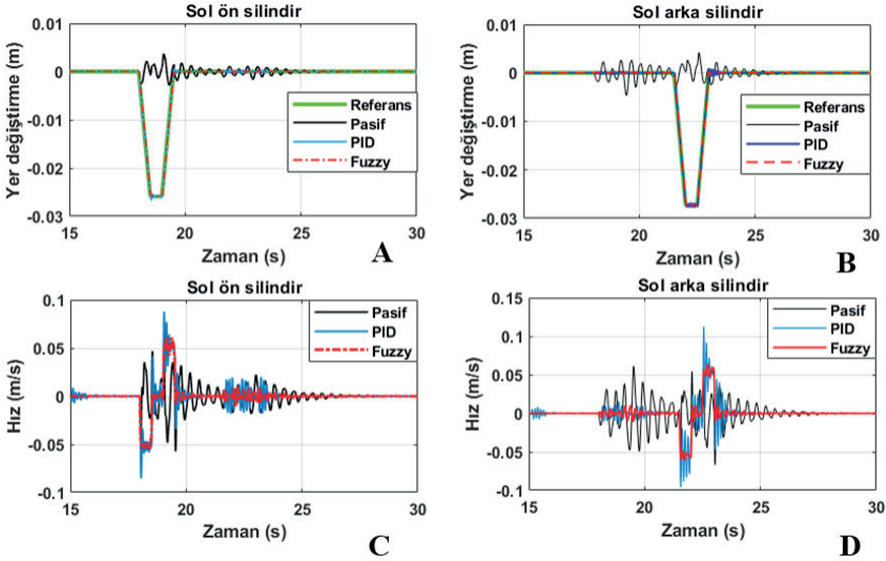 Sol ön silindir
Yer değiştirme (m)
0.01
0
-0.01
-0.02
-0.03
Referans
Pasif
PID
Fuzzy
15
20
25
30
Zaman (s)
A
Sol arka silindir
Yer değiştirme (m)
0.01
0
-0.01
-0.02
-0.03
Referans
Pasif
PID
Fuzzy
15
20
25
30
Zaman (s)
B
Sol ön silindir
Hız (m/s)
0.1
0.05
0
-0.05
-0.1
Pasif
PID
Fuzzy
15
20
25
30
Zaman (s)
C
Sol arka silindir
Hız (m/s)
0.15
0.1
0.05
0
-0.05
-0.1
Pasif
PID
Fuzzy
15
20
25
30
Zaman (s)
D